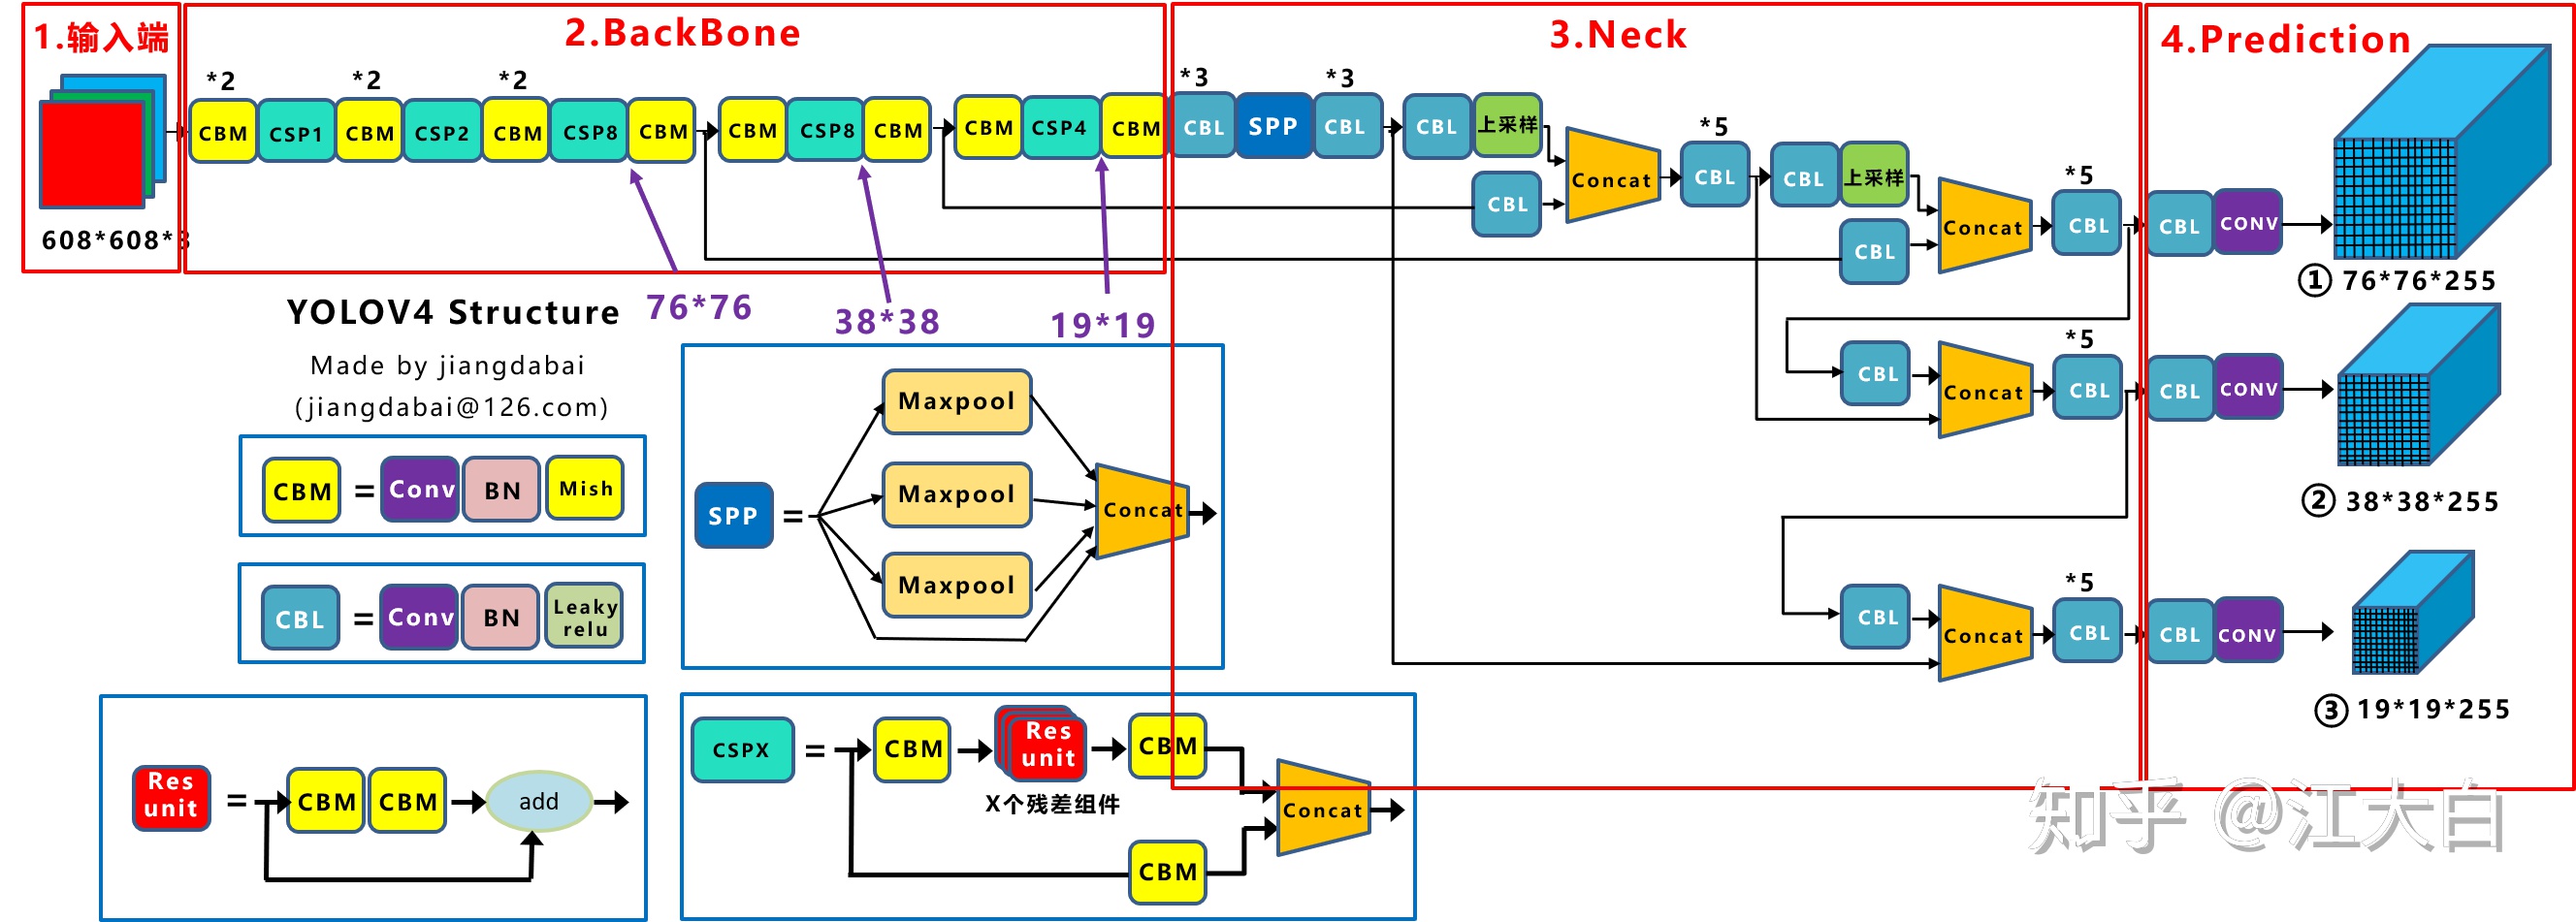 1.输入端
2.BackBone
3.Neck
4.Prediction
*2
*2
*2
*3
*3
CBM
CSP1
CBM
CSP2
CBM
CSP8
CBM
CBM
CSP8
CBM
CBM
CSP4
CBM
CBL
SPP
CBL
CBL
上采样
CBL
Concat
*5
CBL
CBL
上采样
CBL
Concat
*5
CBL
CBL
CONV
① 76*76*255
608*608*3
YOLOV4 Structure
Made by jiangdabai
(jiangdabai@126.com)
76*76
38*38
19*19
CBL
Concat
*5
CBL
CBL
CONV
② 38*38*255
CBL
Concat
*5
CBL
CBL
CONV
③ 19*19*255
CBM
=
Conv
BN
Mish
CBL
=
Conv
BN
Leaky
relu
SPP
=
Maxpool
Maxpool
Maxpool
Concat
Res
unit
=
CBM
CBM
add
CSPX
=
CBM
Res
unit
CBM
X个残差组件
CBM
Concat
知乎 @江大白